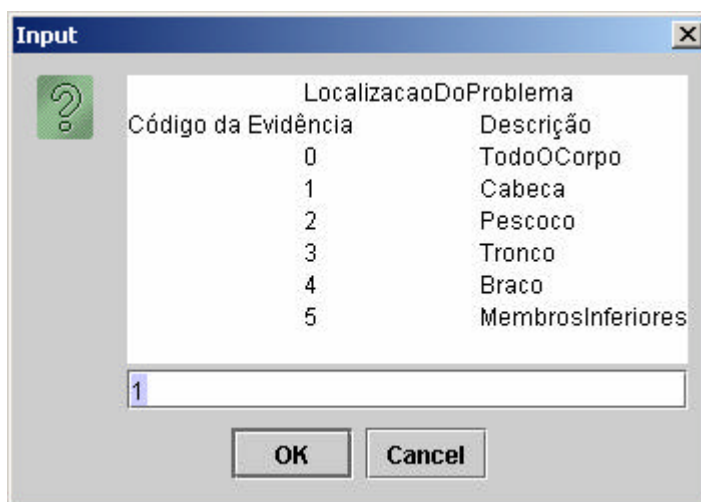 Input
LocalizacaoDoProblema
Código da Evidência Descrição
0 TodoOCorpo
1 Cabeca
2 Pescoco
3 Tronco
4 Braco
5 MembrosInferiores
1
OK Cancel